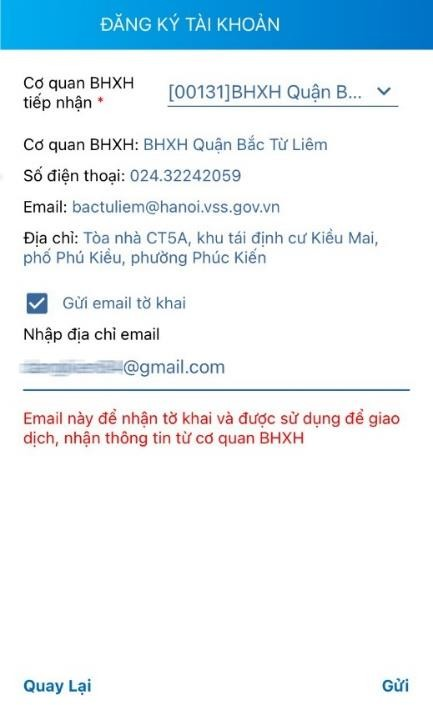 ĐĂNG KÝ TÀI KHOẢN
Cơ quan BHXH
tiếp nhận *
[00131]BHXH Quận B...
Cơ quan BHXH: BHXH Quận Bắc Từ Liêm
Số điện thoại: 024.32242059
Email: bactuliem@hanoi.vss.gov.vn
Địa chỉ: Tòa nhà CT5A, khu tái định cư Kiều Mai,
phố Phú Kiều, phường Phúc Kiến
Gửi email tờ khai
Nhập địa chỉ email
@gmail.com
Email này để nhận tờ khai và được sử dụng để giao
dịch, nhận thông tin từ cơ quan BHXH
Quay Lại
Gửi